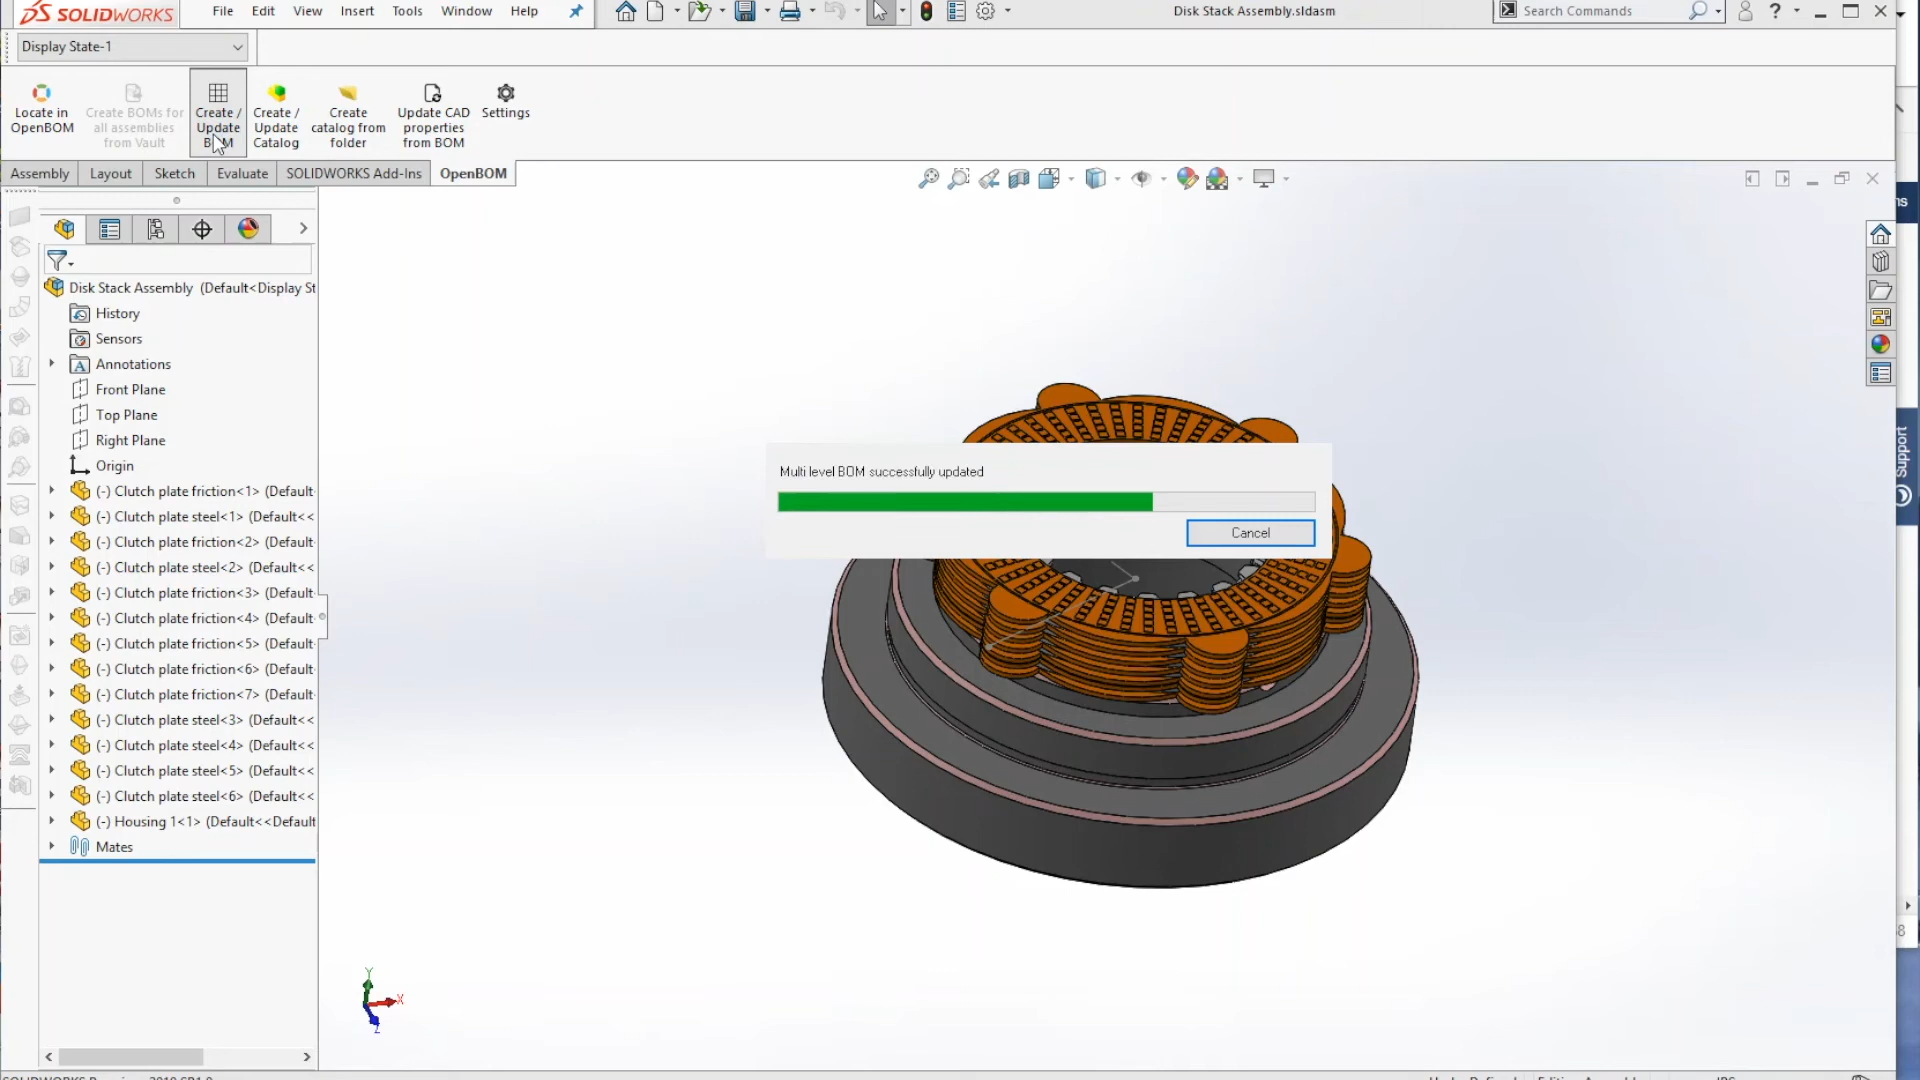 SOLIDWORKS
File Edit View Insert Tools Window Help
Disk Stack Assembly.sldasm
Search Commands
?
Display State-1
Locate in OpenBOM
Create BOMs for all assemblies from Vault
Create / Update BOM
Create / Update Catalog
Create catalog from folder
Update CAD properties from BOM
Settings
Assembly Layout Sketch Evaluate SOLIDWORKS Add-Ins OpenBOM
Disk Stack Assembly (Default<Display St
History
Sensors
Annotations
Front Plane
Top Plane
Right Plane
Origin
(-) Clutch plate friction<1> (Default
(-) Clutch plate steel<1> (Default<<
(-) Clutch plate friction<2> (Default
(-) Clutch plate steel<2> (Default<<
(-) Clutch plate friction<3> (Default
(-) Clutch plate friction<4> (Default
(-) Clutch plate friction<5> (Default
(-) Clutch plate friction<6> (Default
(-) Clutch plate friction<7> (Default
(-) Clutch plate steel<3> (Default<<
(-) Clutch plate steel<4> (Default<<
(-) Clutch plate steel<5> (Default<<
(-) Clutch plate steel<6> (Default<<
(-) Housing 1<1> (Default<<Default
Mates
Multi level BOM successfully updated
Cancel
Support
Y
X
Z